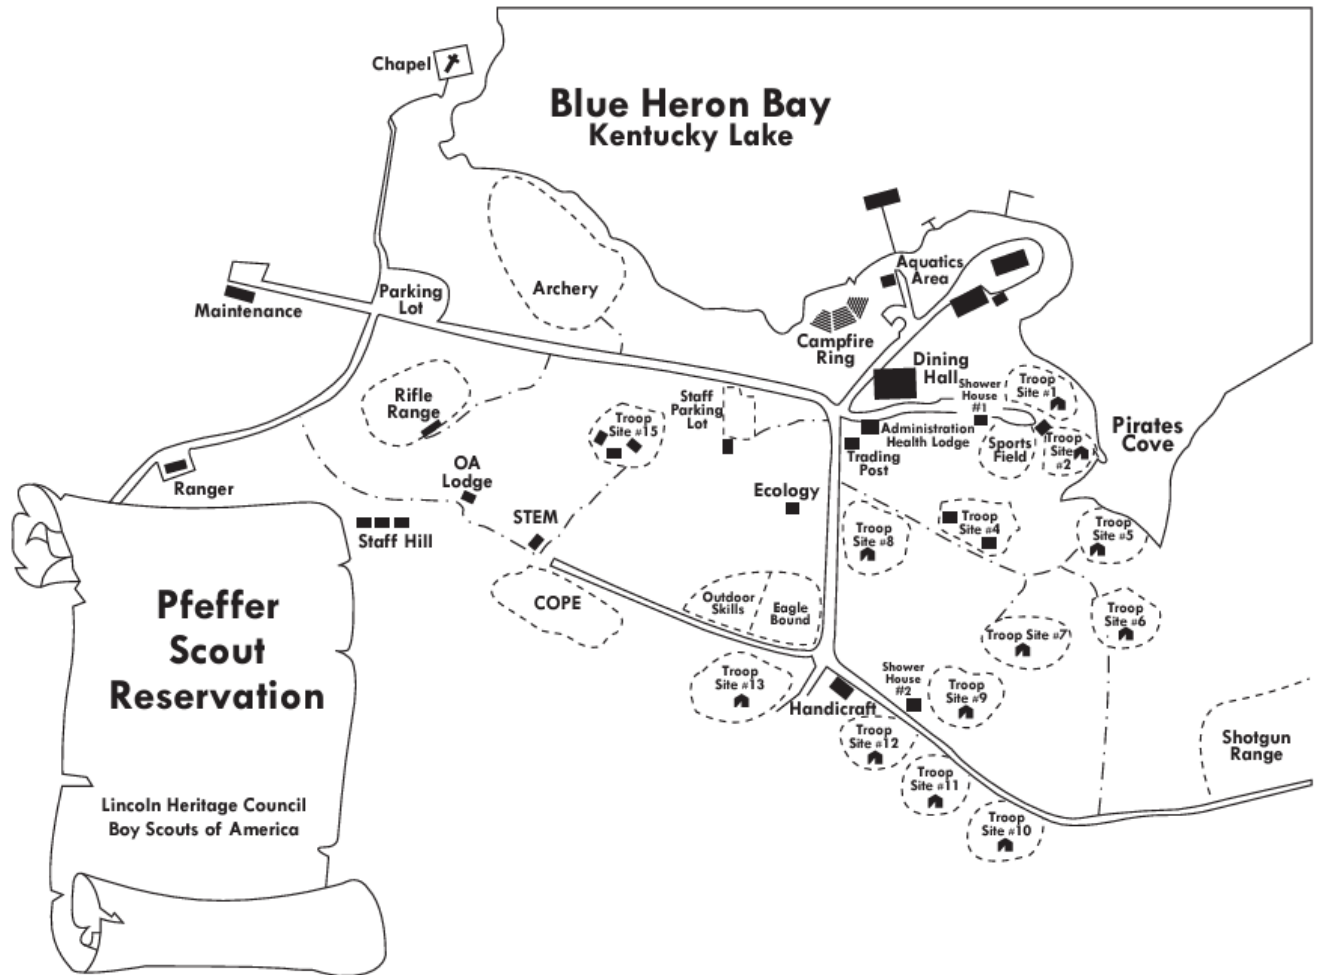 Chapel
Blue Heron Bay
Kentucky Lake
Aquatics
Area
Archery
Parking
Lot
Maintenance
Campfire
Ring
Dining
Hall
Shower
House
#1
Troop
Site #1
Rifle
Range
Staff
Parking
Lot
Troop
Site #15
Administration
Health Lodge
Sports
Field
Troop
Site
#2
Pirates
Cove
Trading
Post
OA
Lodge
Ranger
Ecology
STEM
Staff Hill
Troop
Site #8
Troop
Site #4
Troop
Site #5
Pfeffer
Scout
Reservation
COPE
Outdoor
Skills
Eagle
Bound
Troop
Site #6
Troop Site #7
Troop
Site #13
Shower
House
#2
Troop
Site #9
Handicraft
Troop
Site #12
Shotgun
Range
Troop
Site #11
Lincoln Heritage Council
Boy Scouts of America
Troop
Site #10